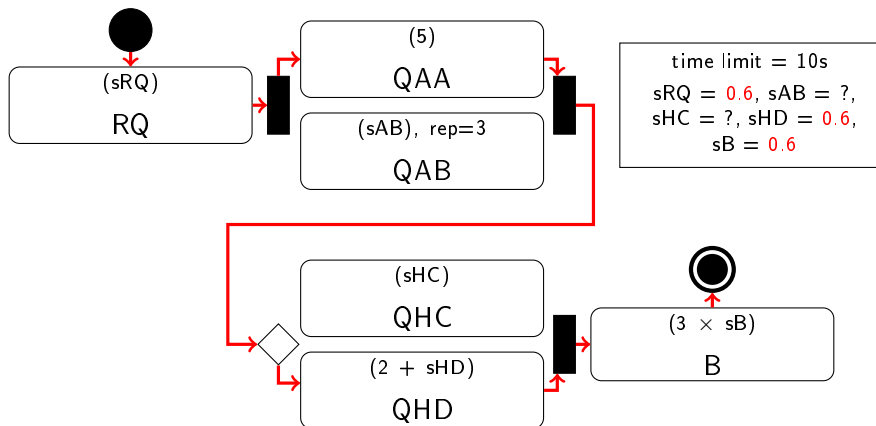 (sRQ)
RQ
(5)
QAA
(sAB), rep=3
QAB
time limit = 10s
sRQ = 0.6, sAB = ?,
sHC = ?, sHD = 0.6,
sB = 0.6
(sHC)
QHC
(2 + sHD)
QHD
(3 × sB)
B